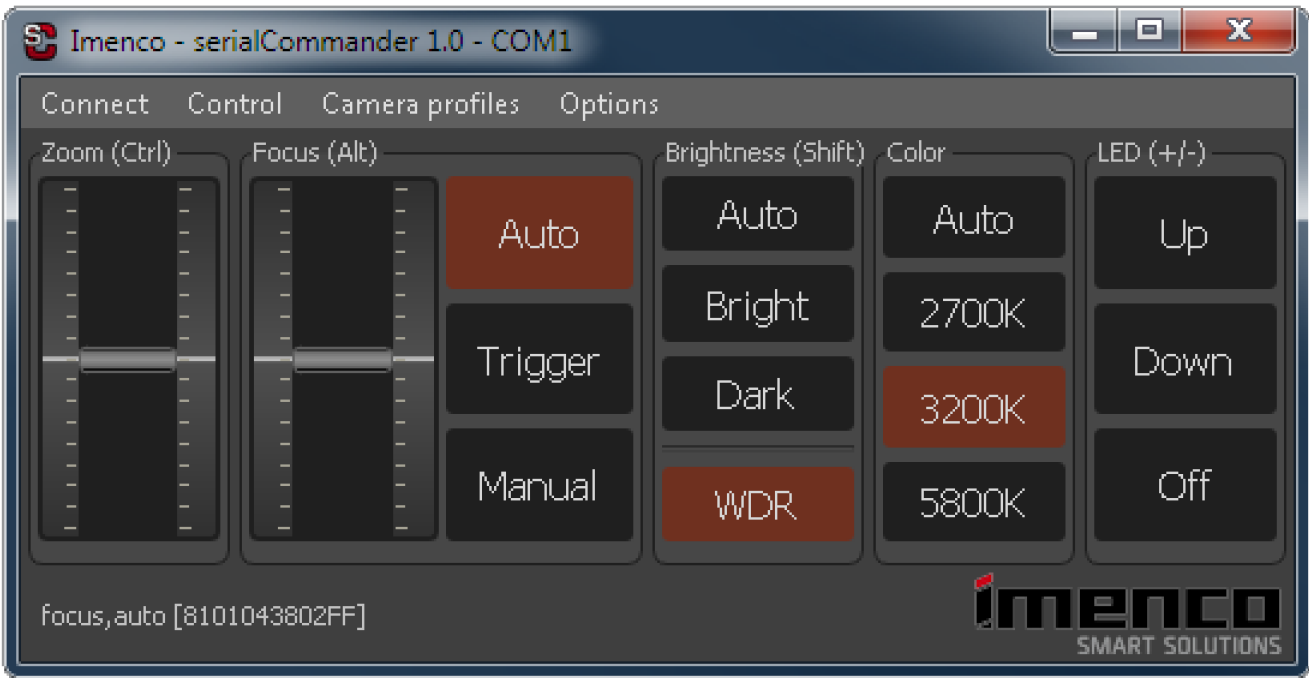 SC Imenco - serialCommander 1.0 - COM1
Connect Control Camera profiles Options
Zoom (Ctrl)
Focus (Alt)
Auto
Trigger
Manual
Brightness (Shift)
Auto
Bright
Dark
WDR
Color
Auto
2700K
3200K
5800K
LED (+/-)
Up
Down
Off
focus,auto [8101043802FF]
imenco
SMART SOLUTIONS